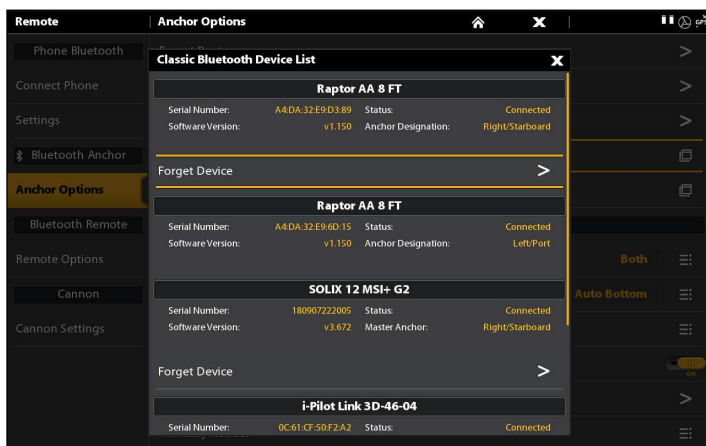 Remote
Anchor Options
X
Phone Bluetooth
Connect Phone
Settings
Bluetooth Anchor
Anchor Options
Bluetooth Remote
Remote Options
Cannon
Cannon Settings
Both
Auto Bottom
ON
Classic Bluetooth Device List X
Raptor AA 8 FT
Serial Number: A4:DA:32:E9:D3:89 Status: Connected
Software Version: v1.150 Anchor Designation: Right/Starboard
Forget Device >
Raptor AA 8 FT
Serial Number: A4:DA:32:E9:6D:15 Status: Connected
Software Version: v1.150 Anchor Designation: Left/Port
SOLIX 12 MSI+ G2
Serial Number: 180907222005 Status: Connected
Software Version: v3.672 Master Anchor: Right/Starboard
Forget Device >
i-Pilot Link 3D-46-04
Serial Number: 0C:61:CF:50:F2:A2 Status: Connected